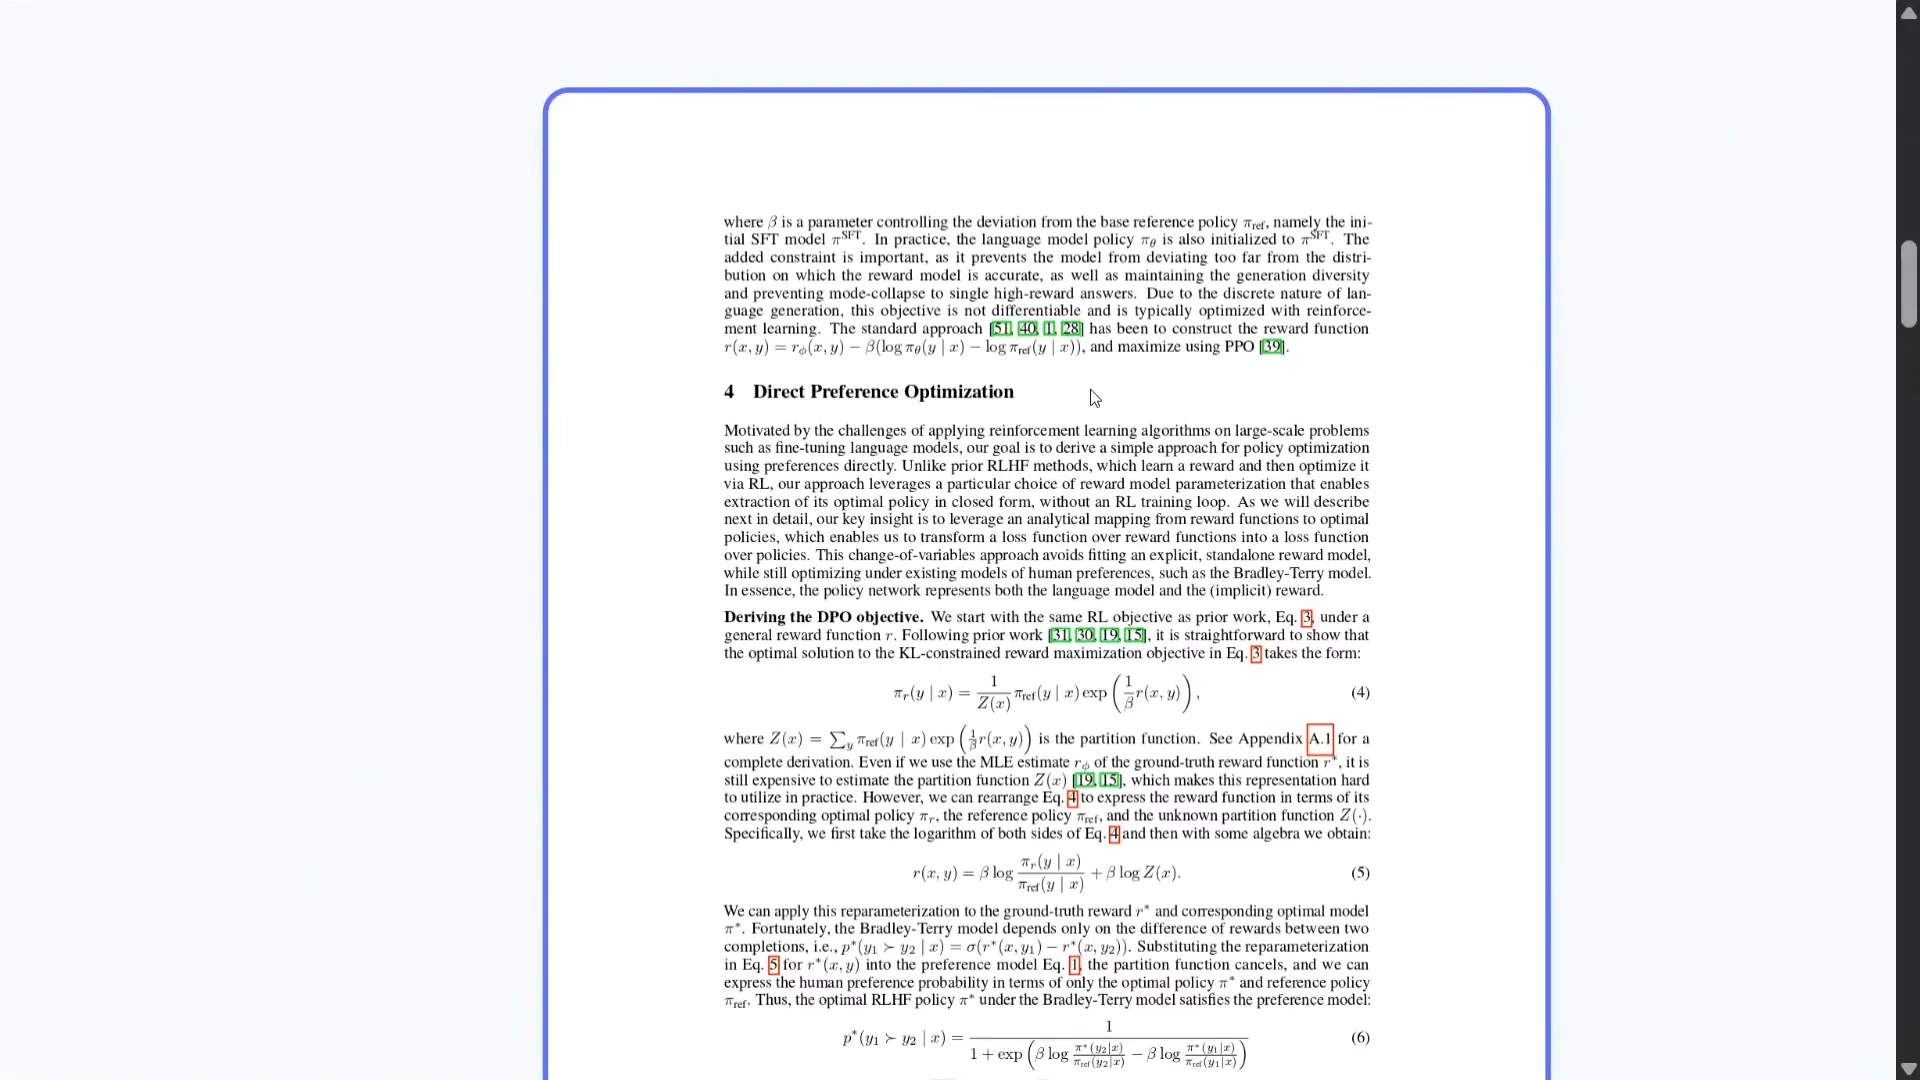 where β is a parameter controlling the deviation from the base reference policy π_ref, namely the ini-
tial SFT model π^SFT. In practice, the language model policy π_θ is also initialized to π^SFT. The
added constraint is important, as it prevents the model from deviating too far from the distri-
bution on which the reward model is accurate, as well as maintaining the generation diversity
and preventing mode-collapse to single high-reward answers. Due to the discrete nature of lan-
guage generation, this objective is not differentiable and is typically optimized with reinforce-
ment learning. The standard approach [51, 40, 1, 28] has been to construct the reward function
r(x, y) = r_ϕ(x, y) − β(log π_θ(y | x) − log π_ref(y | x)), and maximize using PPO [39].
4 Direct Preference Optimization
Motivated by the challenges of applying reinforcement learning algorithms on large-scale problems
such as fine-tuning language models, our goal is to derive a simple approach for policy optimization
using preferences directly. Unlike prior RLHF methods, which learn a reward and then optimize it
via RL, our approach leverages a particular choice of reward model parameterization that enables
extraction of its optimal policy in closed form, without an RL training loop. As we will describe
next in detail, our key insight is to leverage an analytical mapping from reward functions to optimal
policies, which enables us to transform a loss function over reward functions into a loss function
over policies. This change-of-variables approach avoids fitting an explicit, standalone reward model,
while still optimizing under existing models of human preferences, such as the Bradley-Terry model.
In essence, the policy network represents both the language model and the (implicit) reward.
Deriving the DPO objective. We start with the same RL objective as prior work, Eq. 3, under a
general reward function r. Following prior work [31, 30, 19, 15], it is straightforward to show that
the optimal solution to the KL-constrained reward maximization objective in Eq. 3 takes the form:
π_r(y | x) = 1/Z(x) π_ref(y | x) exp(1/β r(x, y)), (4)
where Z(x) = ∑_y π_ref(y | x) exp(1/β r(x, y)) is the partition function. See Appendix A.1 for a
complete derivation. Even if we use the MLE estimate r_ϕ of the ground-truth reward function r*, it is
still expensive to estimate the partition function Z(x) [19, 15], which makes this representation hard
to utilize in practice. However, we can rearrange Eq. 4 to express the reward function in terms of its
corresponding optimal policy π_r, the reference policy π_ref, and the unknown partition function Z(·).
Specifically, we first take the logarithm of both sides of Eq. 4 and then with some algebra we obtain:
r(x, y) = β log π_r(y | x)/π_ref(y | x) + β log Z(x). (5)
We can apply this reparameterization to the ground-truth reward r* and corresponding optimal model
π*. Fortunately, the Bradley-Terry model depends only on the difference of rewards between two
completions, i.e., p*(y₁ ≻ y₂ | x) = σ(r*(x, y₁) − r*(x, y₂)). Substituting the reparameterization
in Eq. 5 for r*(x, y) into the preference model Eq. 1, the partition function cancels, and we can
express the human preference probability in terms of only the optimal policy π* and reference policy
π_ref. Thus, the optimal RLHF policy π* under the Bradley-Terry model satisfies the preference model:
p*(y₁ ≻ y₂ | x) = 1/(1 + exp(β log π*(y₂|x)/π_ref(y₂|x) − β log π*(y₁|x)/π_ref(y₁|x))) (6)